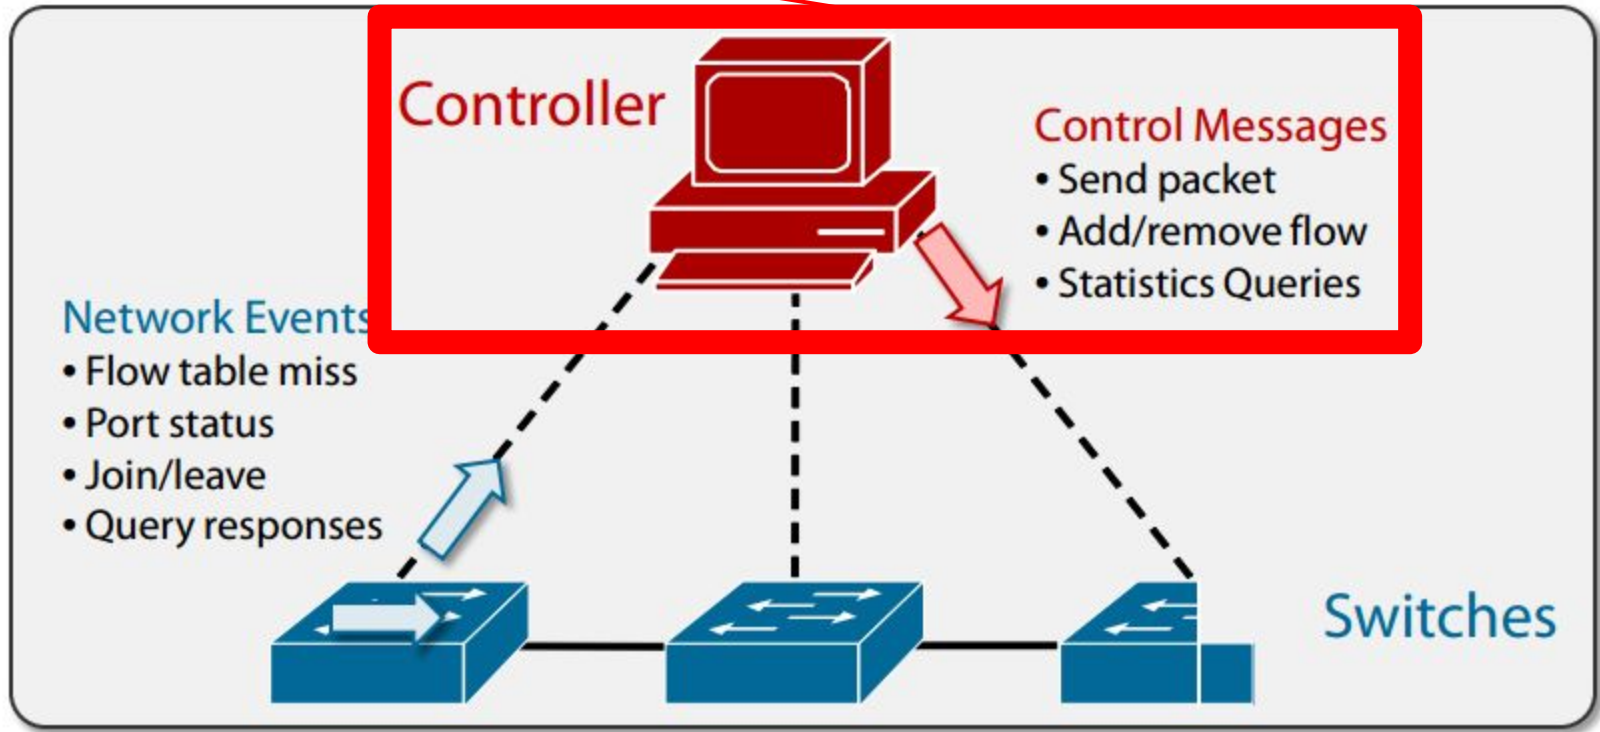 Controller
Control Messages
• Send packet
• Add/remove flow
• Statistics Queries
Network Events
• Flow table miss
• Port status
• Join/leave
• Query responses
Switches